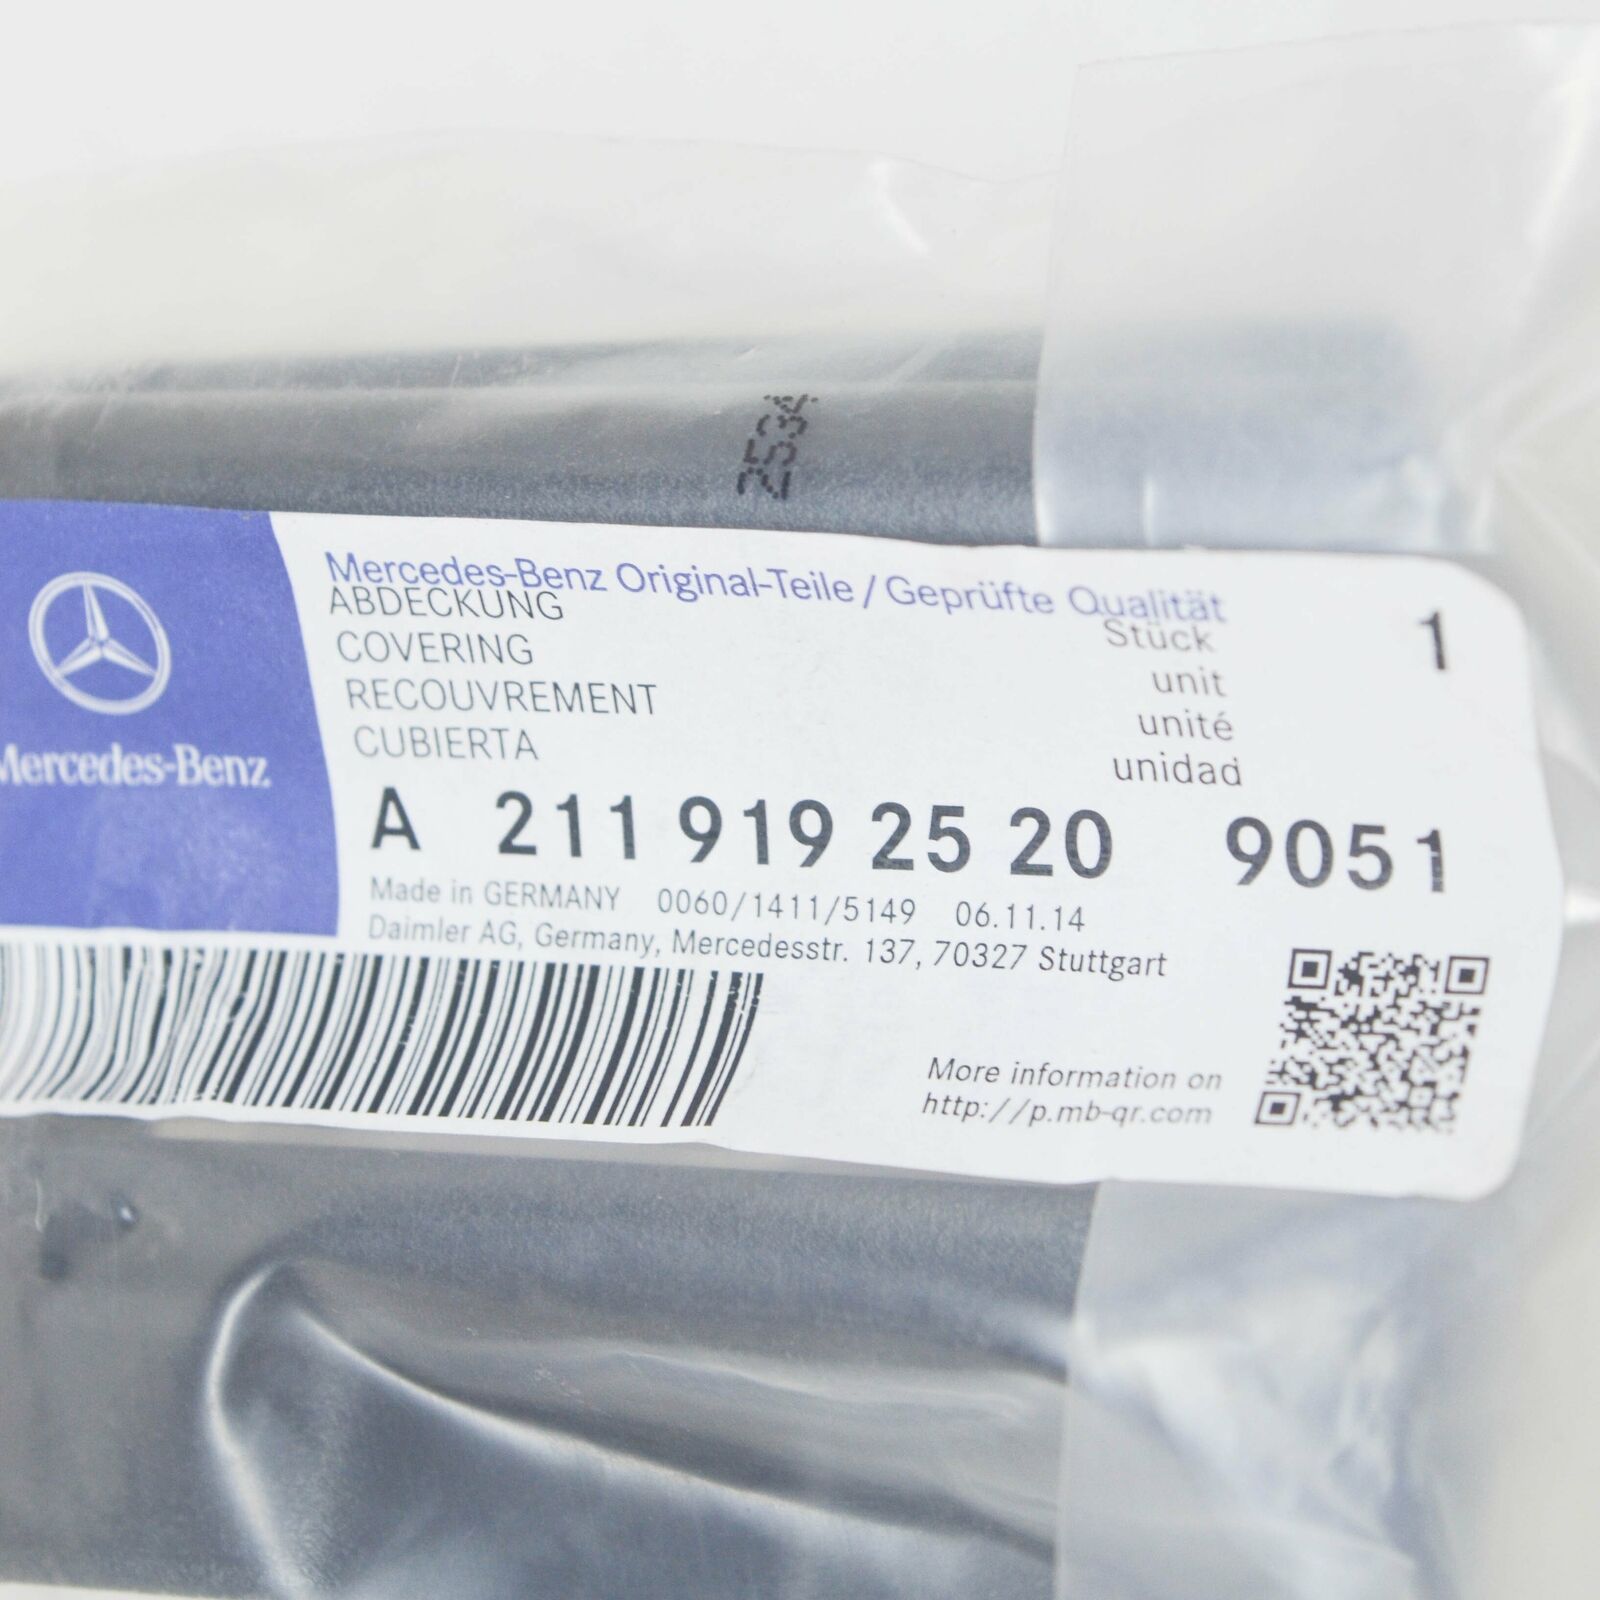 253X
Mercedes-Benz Original-Teile / Geprüfte Qualität
ABDECKUNG Stück 1
COVERING unit
RECOUVREMENT unité
CUBIERTA unidad
Mercedes-Benz
A 211 919 25 20 9051
Made in GERMANY 0060/1411/5149 06.11.14
Daimler AG, Germany, Mercedesstr. 137, 70327 Stuttgart
More information on
http://p.mb-qr.com